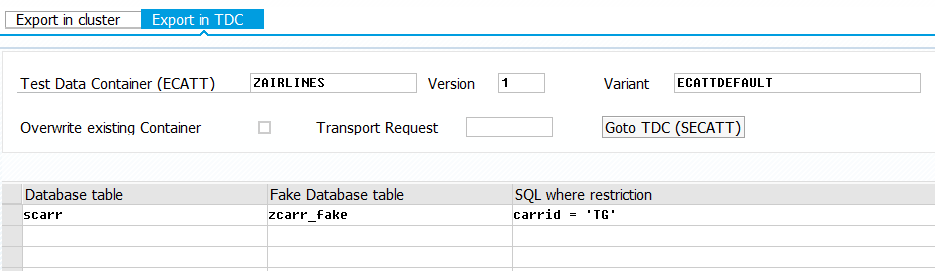 Export in cluster Export in TDC
Test Data Container (ECATT) ZAIRLINES Version 1 Variant ECATTDEFAULT
Overwrite existing Container Transport Request Goto TDC (SECATT)
Database table Fake Database table SQL where restriction
scarr zcarr_fake carrid = 'TG'